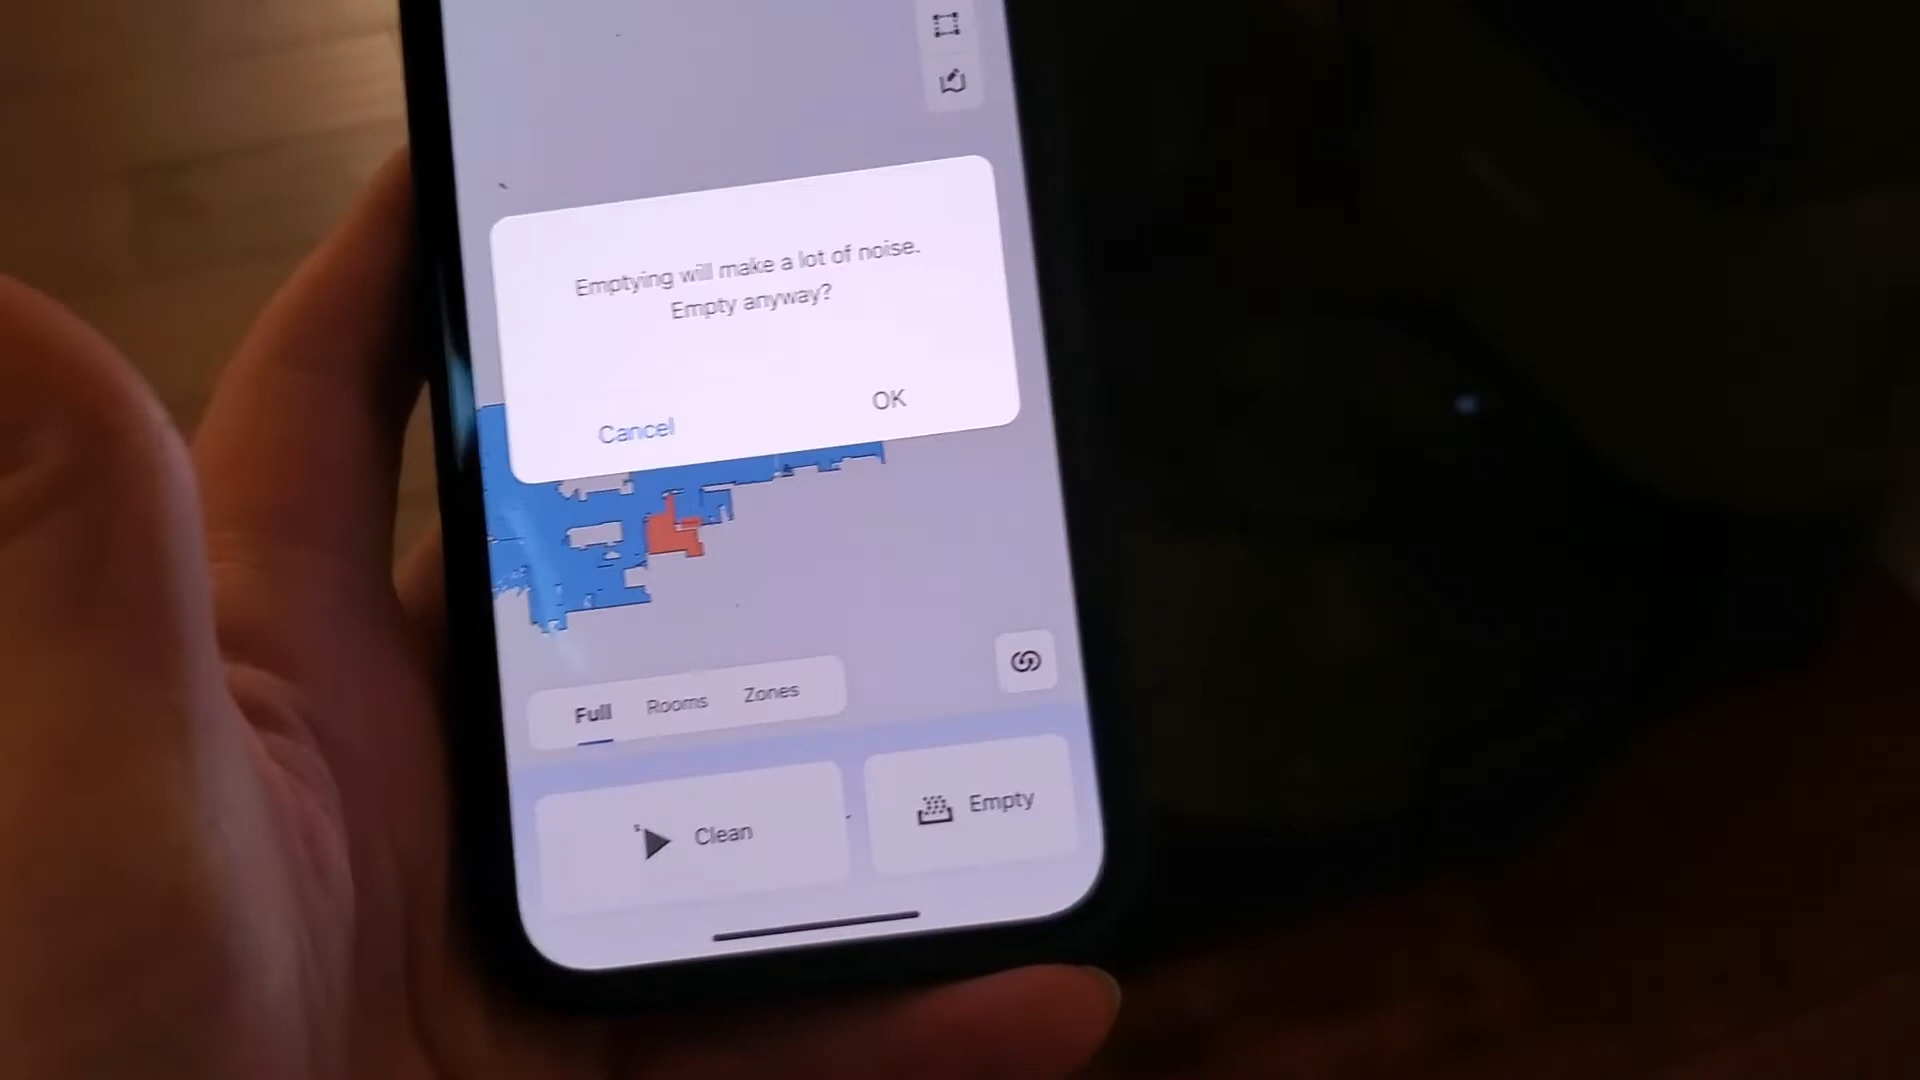 Emptying will make a lot of noise.
Empty anyway?
Cancel
OK
Full
Rooms
Zones
Clean
Empty